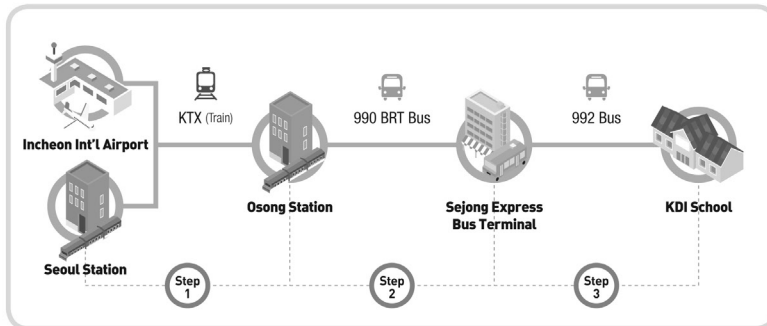 KTX (Train)
990 BRT Bus
992 Bus
Incheon Int'l Airport
Osong Station
Sejong Express
Bus Terminal
KDI School
Seoul Station
Step
1
Step
2
Step
3